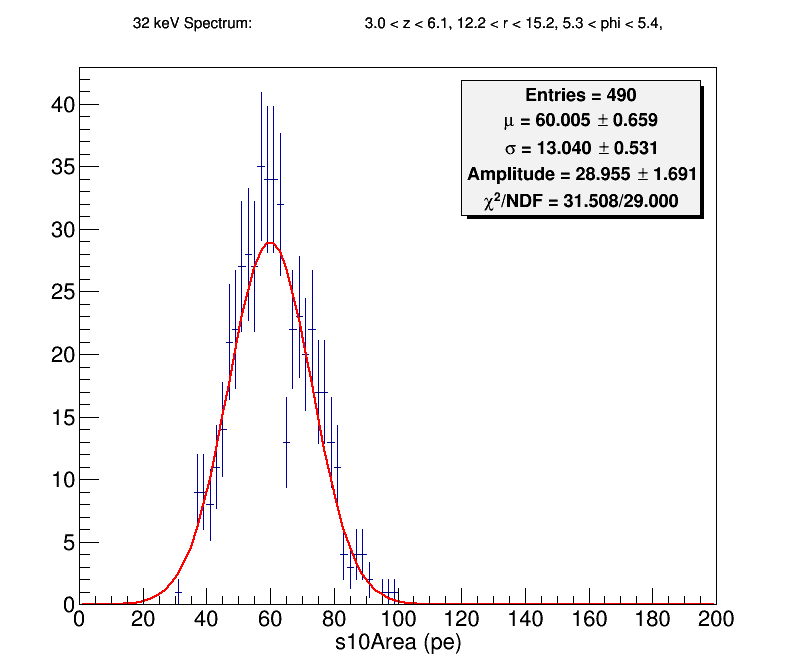 32 keV Spectrum: 3.0 < z < 6.1, 12.2 < r < 15.2, 5.3 < phi < 5.4,
Entries = 490
μ = 60.005 ± 0.659
σ = 13.040 ± 0.531
Amplitude = 28.955 ± 1.691
χ²/NDF = 31.508/29.000
40
35
30
25
20
15
10
5
0
0 20 40 60 80 100 120 140 160 180 200
s10Area (pe)